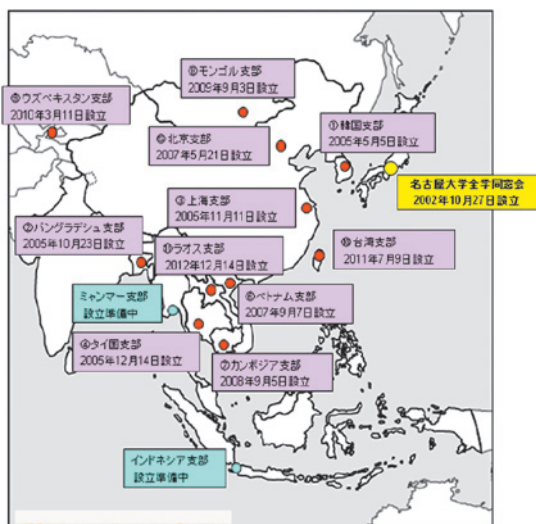 ⑧モンゴル支部
2009年9月3日設立
⑨ウズベキスタン支部
2010年3月11日設立
⑤北京支部
2007年5月21日設立
①韓国支部
2005年5月5日設立
名古屋大学全学同窓会
2002年10月27日設立
③上海支部
2005年11月11日設立
②バングラデシュ支部
2005年10月23日設立
⑪ラオス支部
2012年12月14日設立
⑩台湾支部
2011年7月9日設立
ミャンマー支部
設立準備中
⑥ベトナム支部
2007年9月7日設立
④タイ国支部
2005年12月14日設立
⑦カンボジア支部
2008年9月5日設立
インドネシア支部
設立準備中